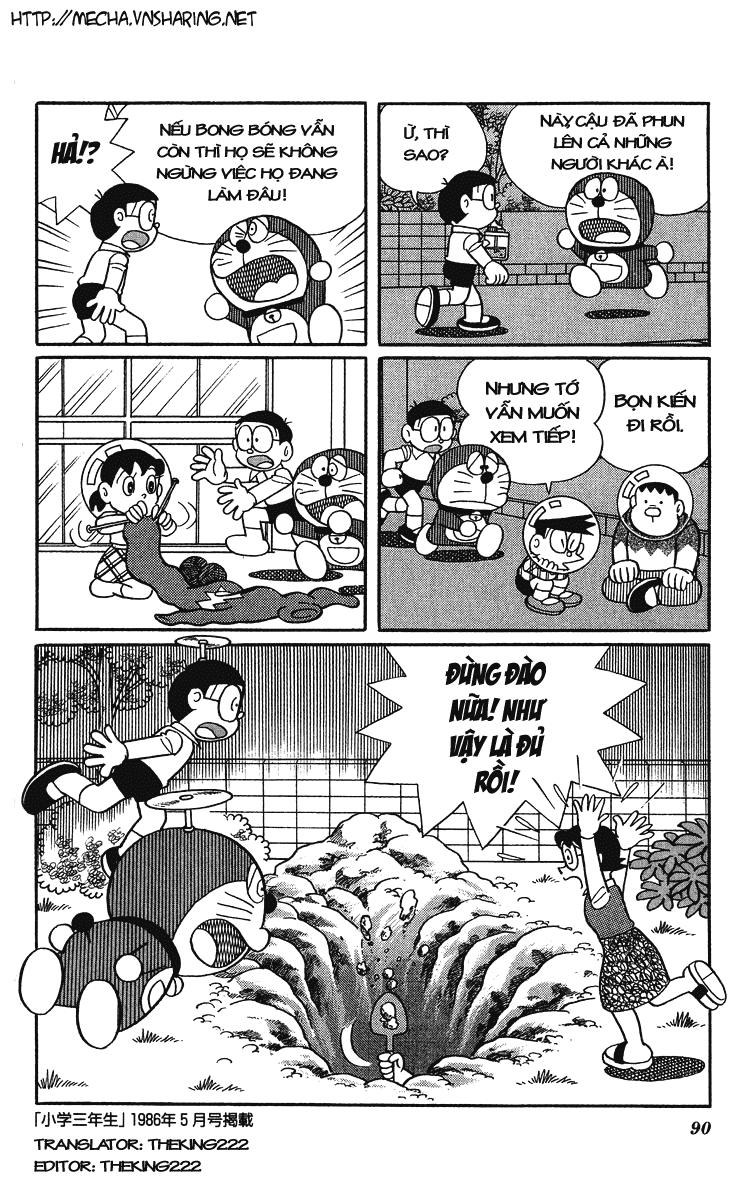 HTTP://MECHA.VNSHARING.NET
NÀY, CẬU ĐÃ PHUN
LÊN CẢ NHỮNG
NGƯỜI KHÁC À!
Ừ, THÌ
SAO?
NẾU BONG BÓNG VẪN
CÒN THÌ HỌ SẼ KHÔNG
NGỪNG VIỆC HỌ ĐANG
LÀM ĐÂU!
HẢ!?
BỌN KIẾN
ĐI RỒI.
NHƯNG TỚ
VẪN MUỐN
XEM TIẾP!
ĐỪNG ĐÀO
NỮA! NHƯ
VẬY LÀ ĐỦ
RỒI!
「小学三年生」1986年5月号掲載
TRANSLATOR: THEKING222
EDITOR: THEKING222
90